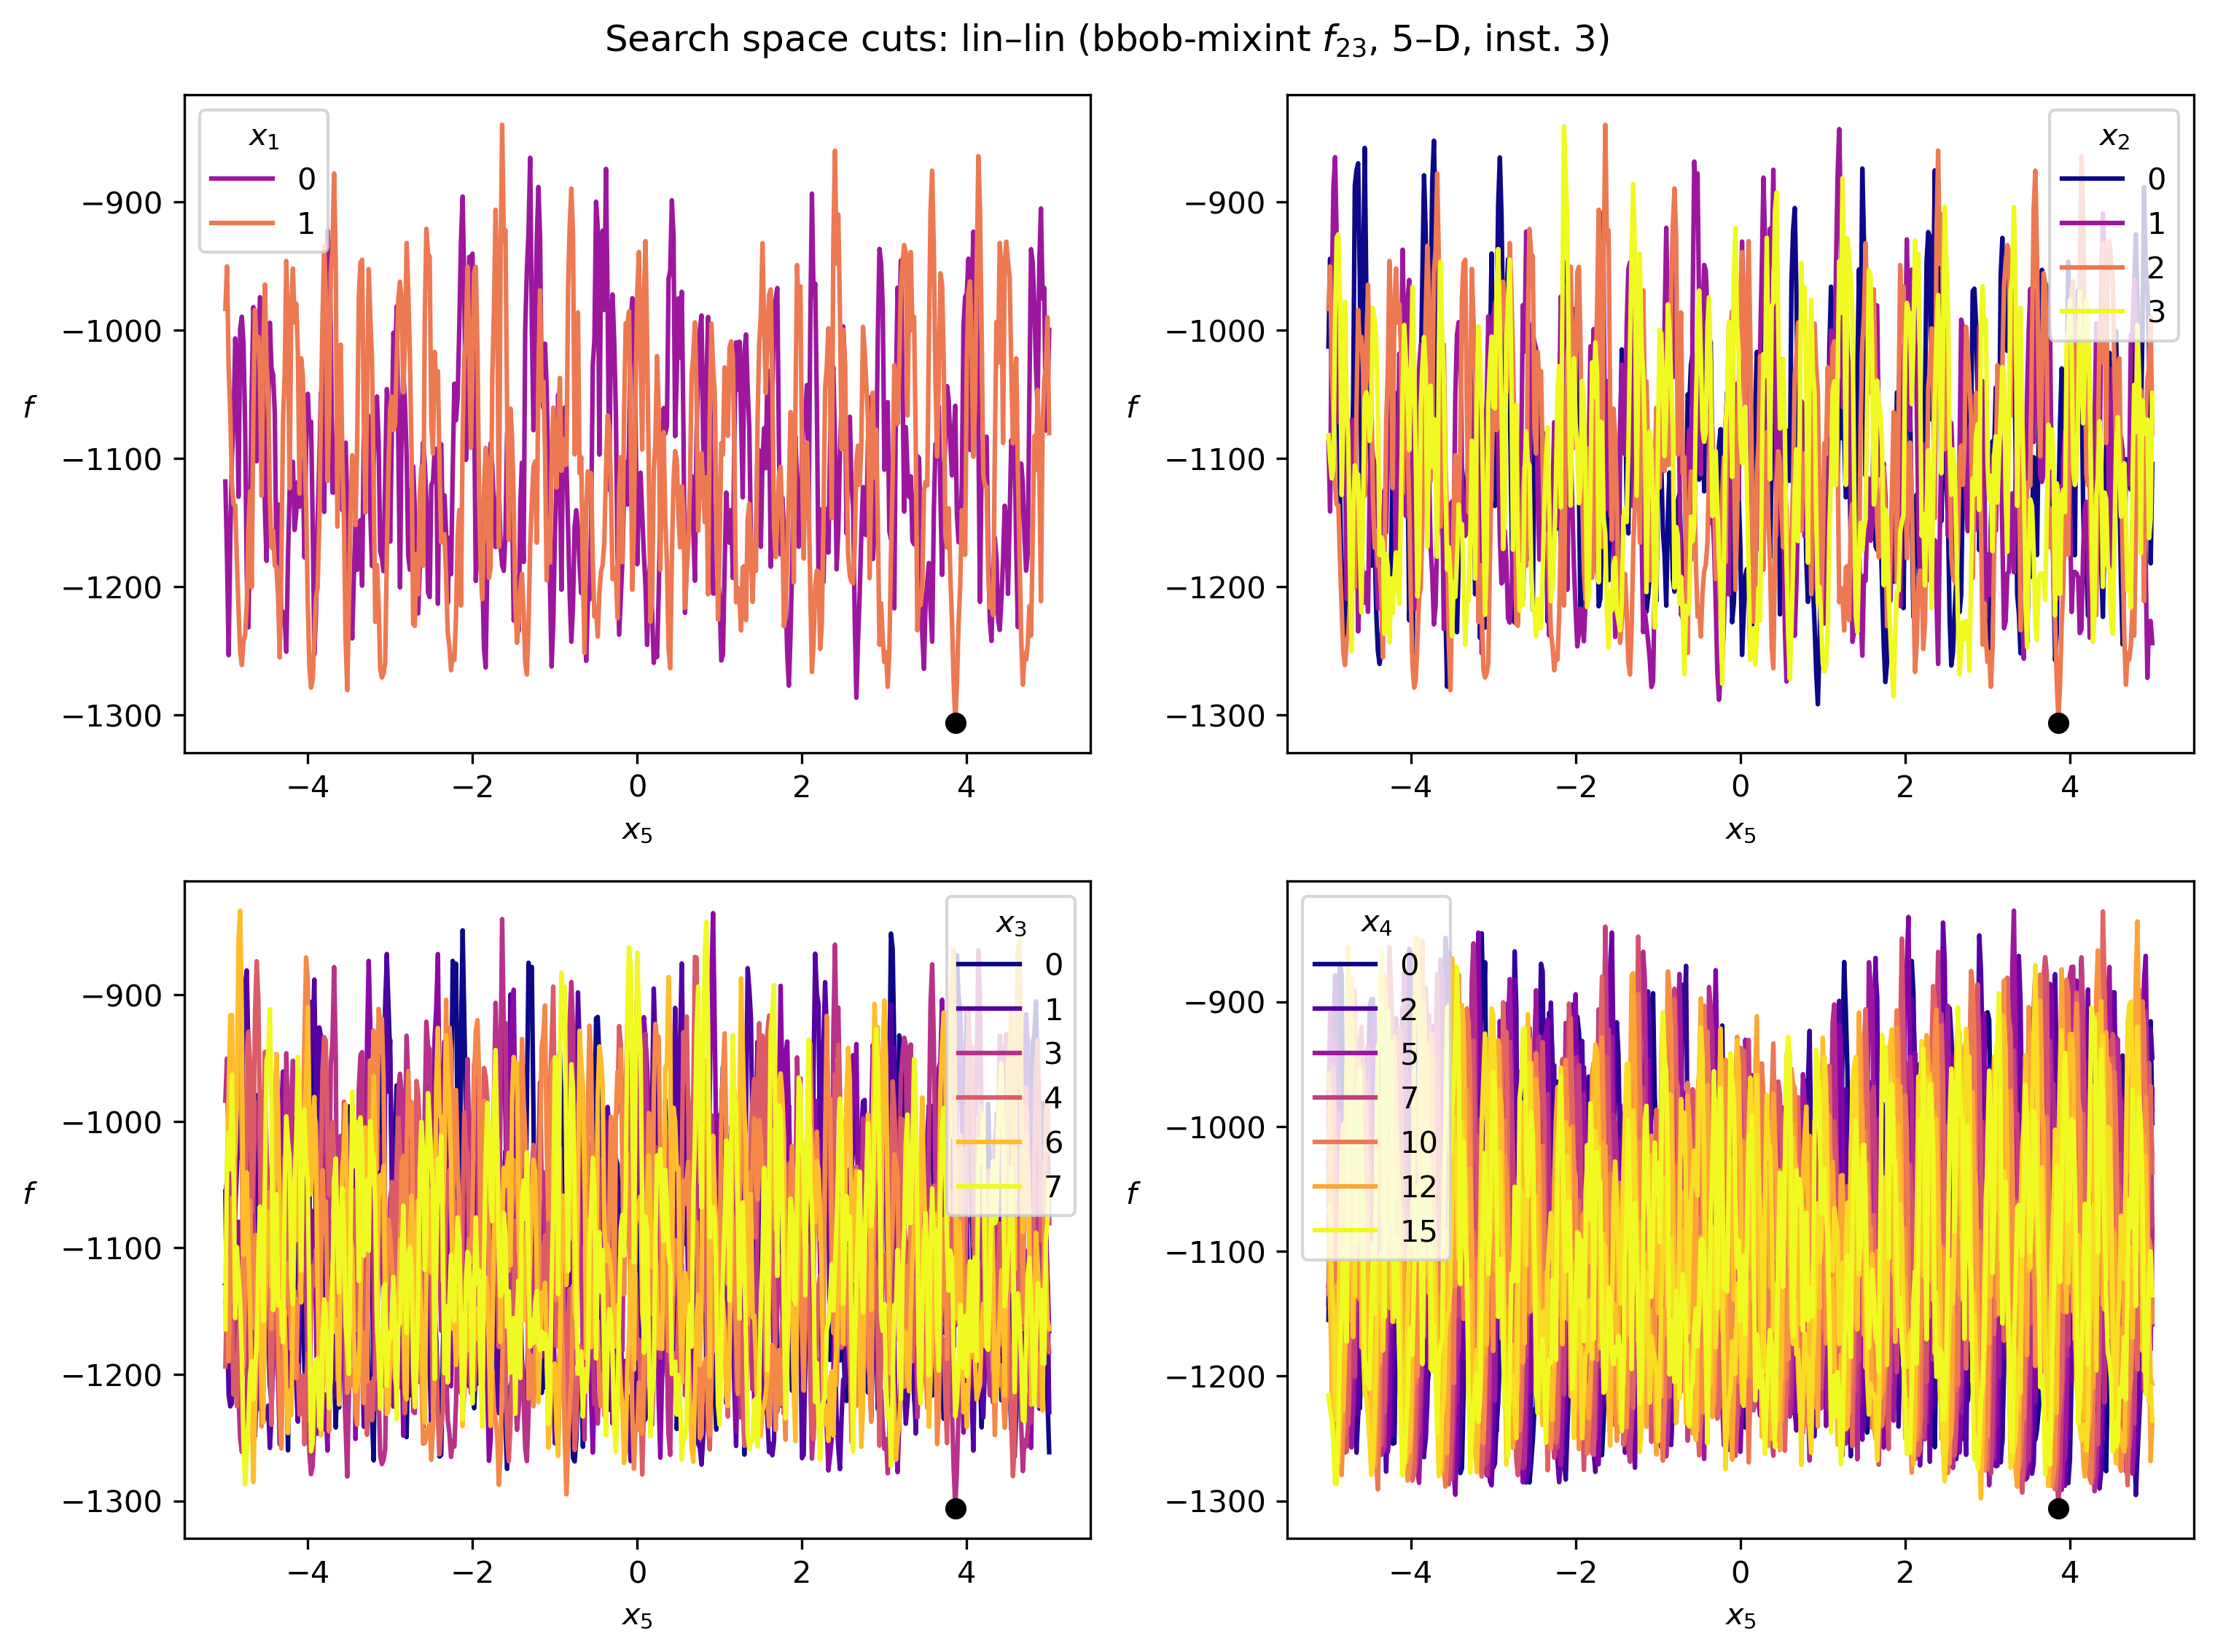 Search space cuts: lin–lin (bbob-mixint f₂₃, 5–D, inst. 3)
x₁
0
1
−900
−1000
−1100
−1200
−1300
f
−4 −2 0 2 4
x₅
x₂
0
1
2
3
−900
−1000
−1100
−1200
−1300
f
−4 −2 0 2 4
x₅
x₃
0
1
3
4
6
7
−900
−1000
−1100
−1200
−1300
f
−4 −2 0 2 4
x₅
x₄
0
2
5
7
10
12
15
−900
−1000
−1100
−1200
−1300
f
−4 −2 0 2 4
x₅